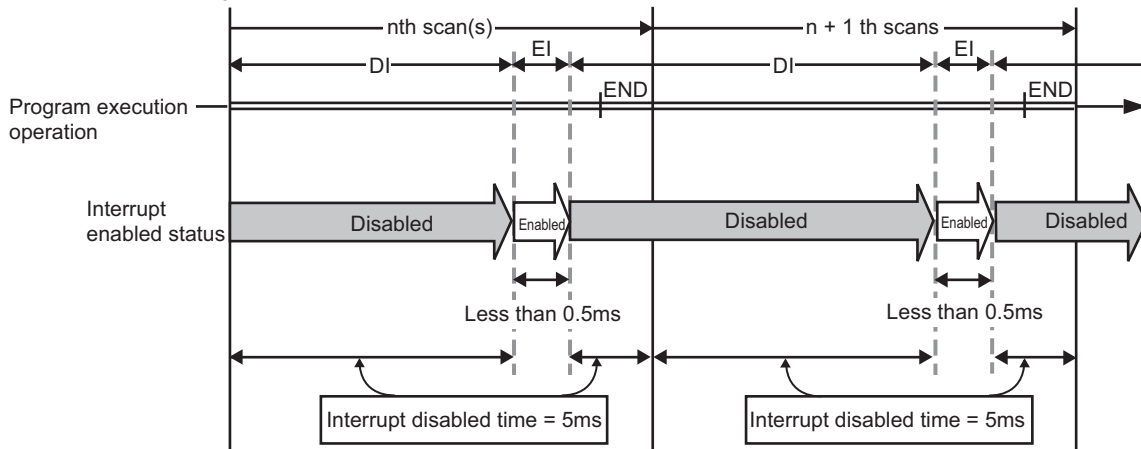 nth scan(s)
n + 1 th scans
DI
EI
DI
EI
Program execution
operation
END
END
Interrupt
enabled status
Disabled
Enabled
Disabled
Enabled
Disabled
Less than 0.5ms
Less than 0.5ms
Interrupt disabled time = 5ms
Interrupt disabled time = 5ms